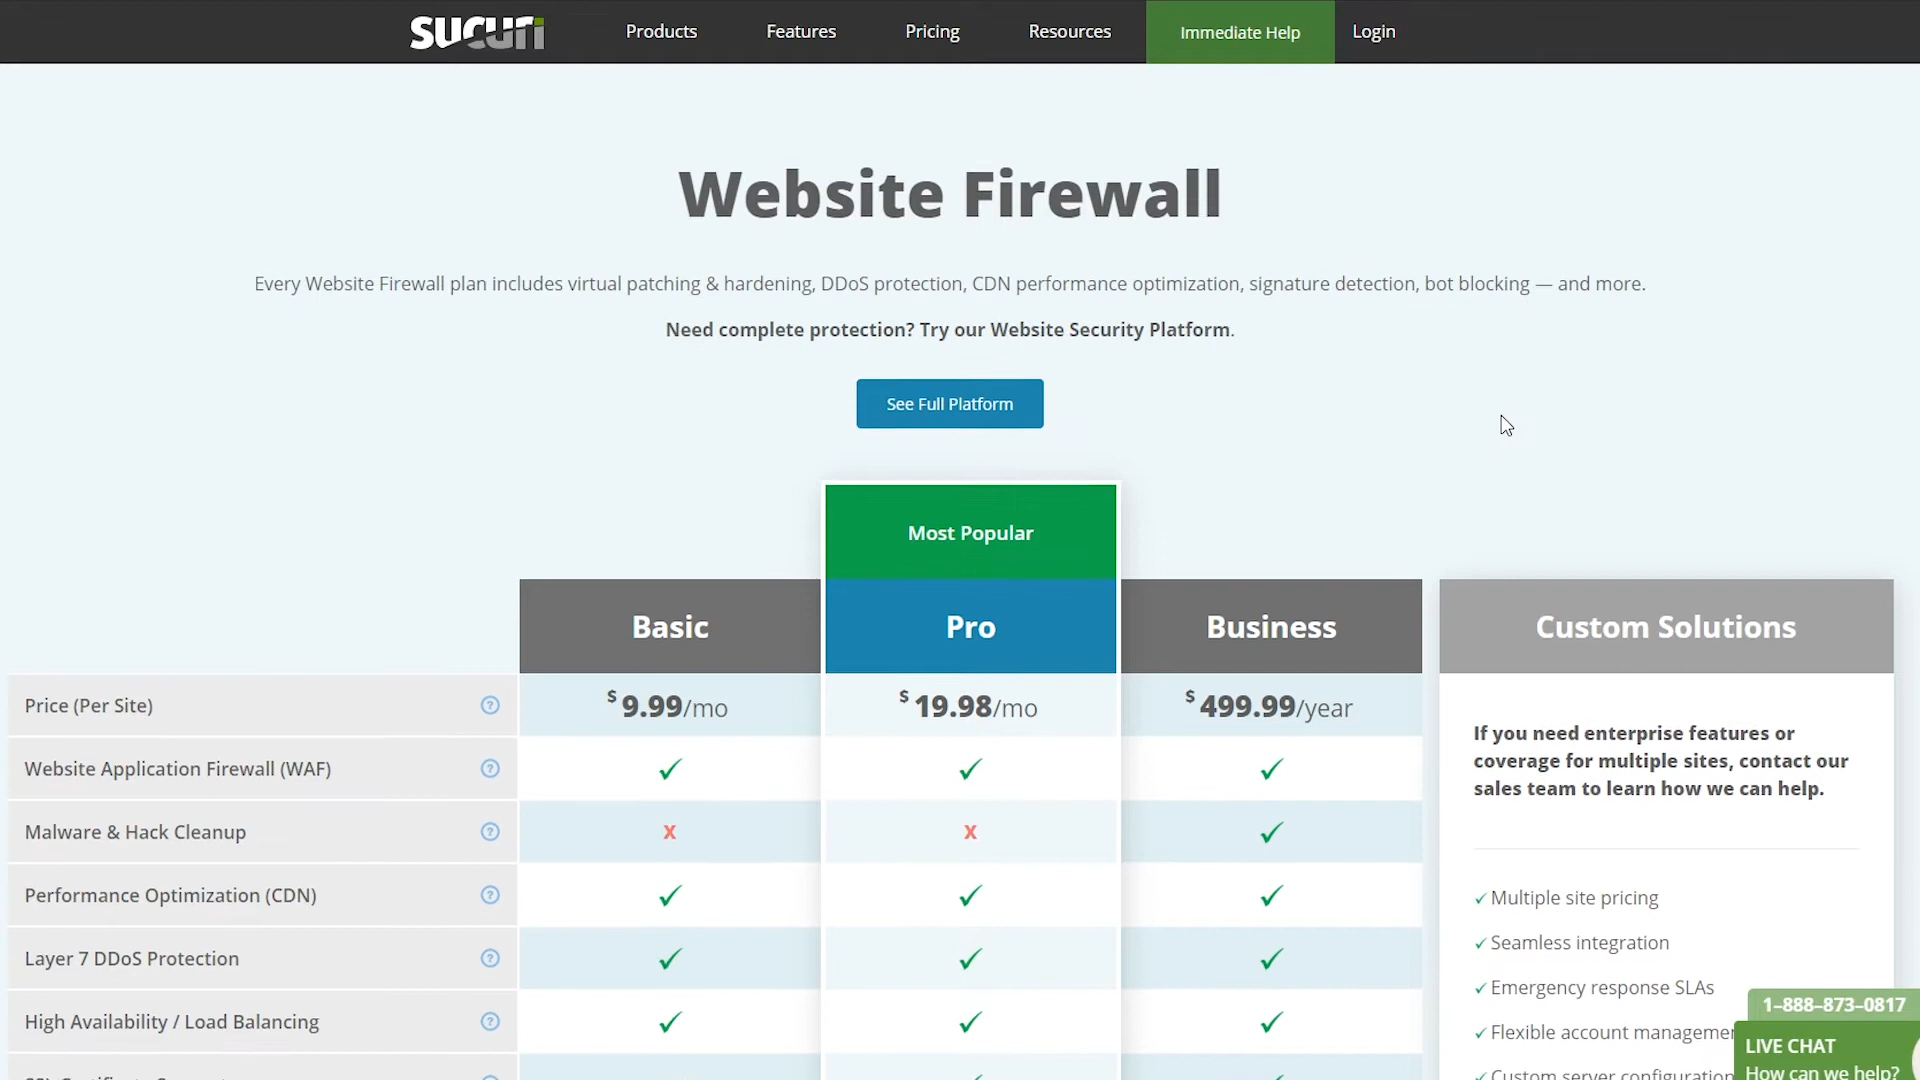 sucuri
Products
Features
Pricing
Resources
Immediate Help
Login
Website Firewall
Every Website Firewall plan includes virtual patching & hardening, DDoS protection, CDN performance optimization, signature detection, bot blocking — and more.
Need complete protection? Try our Website Security Platform.
See Full Platform
Most Popular
Basic
Pro
Business
Custom Solutions
Price (Per Site)
$9.99/mo
$19.98/mo
$499.99/year
Website Application Firewall (WAF)
Malware & Hack Cleanup
x
x
Performance Optimization (CDN)
Layer 7 DDoS Protection
High Availability / Load Balancing
If you need enterprise features or
coverage for multiple sites, contact our
sales team to learn how we can help.
Multiple site pricing
Seamless integration
Emergency response SLAs
Flexible account
Custom server configuration
1-888-873-0817
LIVE CHAT
How can we help?